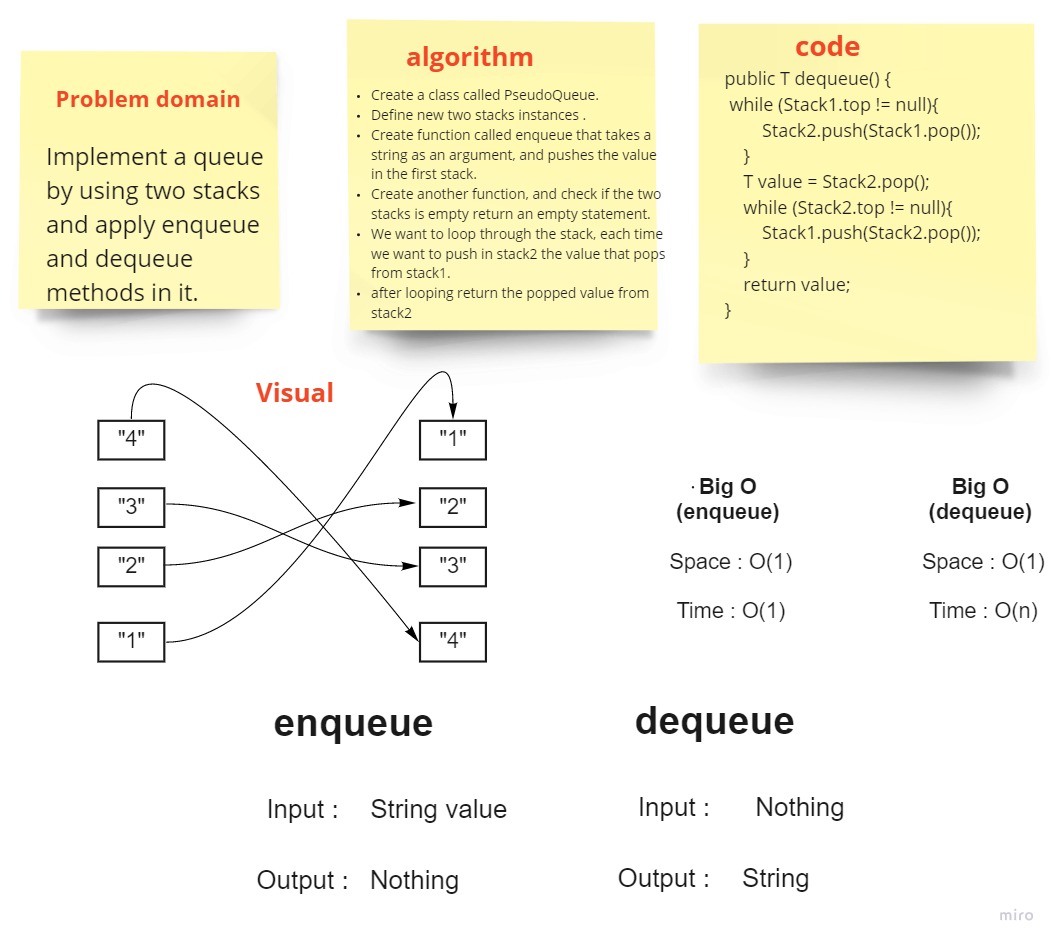 Problem domain
Implement a queue
by using two stacks
and apply enqueue
and dequeue
methods in it.
algorithm
• Create a class called PseudoQueue.
• Define new two stacks instances .
• Create function called enqueue that takes a
string as an argument, and pushes the value
in the first stack.
• Create another function, and check if the two
stacks is empty return an empty statement.
• We want to loop through the stack, each time
we want to push in stack2 the value that pops
from stack1.
• after looping return the popped value from
stack2
code
public T dequeue() {
while (Stack1.top != null){
Stack2.push(Stack1.pop());
}
T value = Stack2.pop();
while (Stack2.top != null){
Stack1.push(Stack2.pop());
}
return value;
}
Visual
"4"
"3"
"2"
"1"
"1"
"2"
"3"
"4"
· Big O
(enqueue)
Space : O(1)
Time : O(1)
Big O
(dequeue)
Space : O(1)
Time : O(n)
enqueue
Input : String value
Output : Nothing
dequeue
Input : Nothing
Output : String
miro